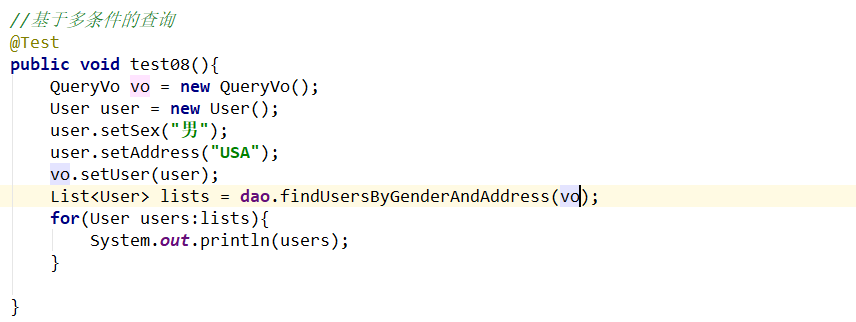 //基于多条件的查询
@Test
public void test08(){
    QueryVo vo = new QueryVo();
    User user = new User();
    user.setSex("男");
    user.setAddress("USA");
    vo.setUser(user);
    List<User> lists = dao.findUsersByGenderAndAddress(vo);
    for(User users:lists){
        System.out.println(users);
    }
}